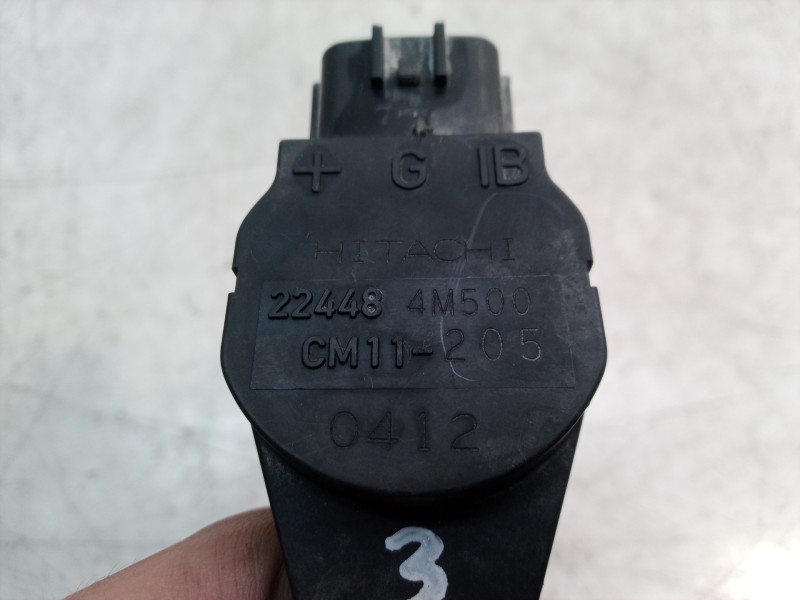 + G IB
HITACHI
22448 4M500
CM11-205
0412
3